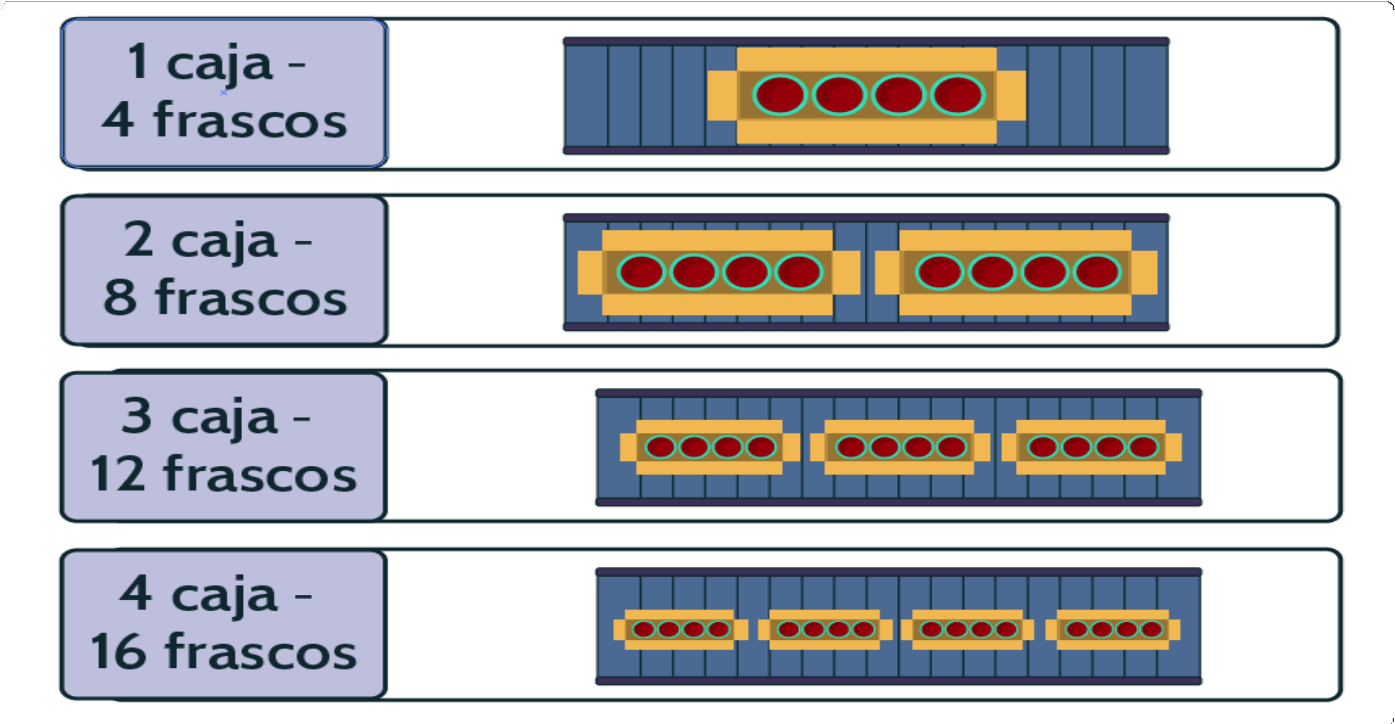 1 caja -
4 frascos
2 caja -
8 frascos
3 caja -
12 frascos
4 caja -
16 frascos